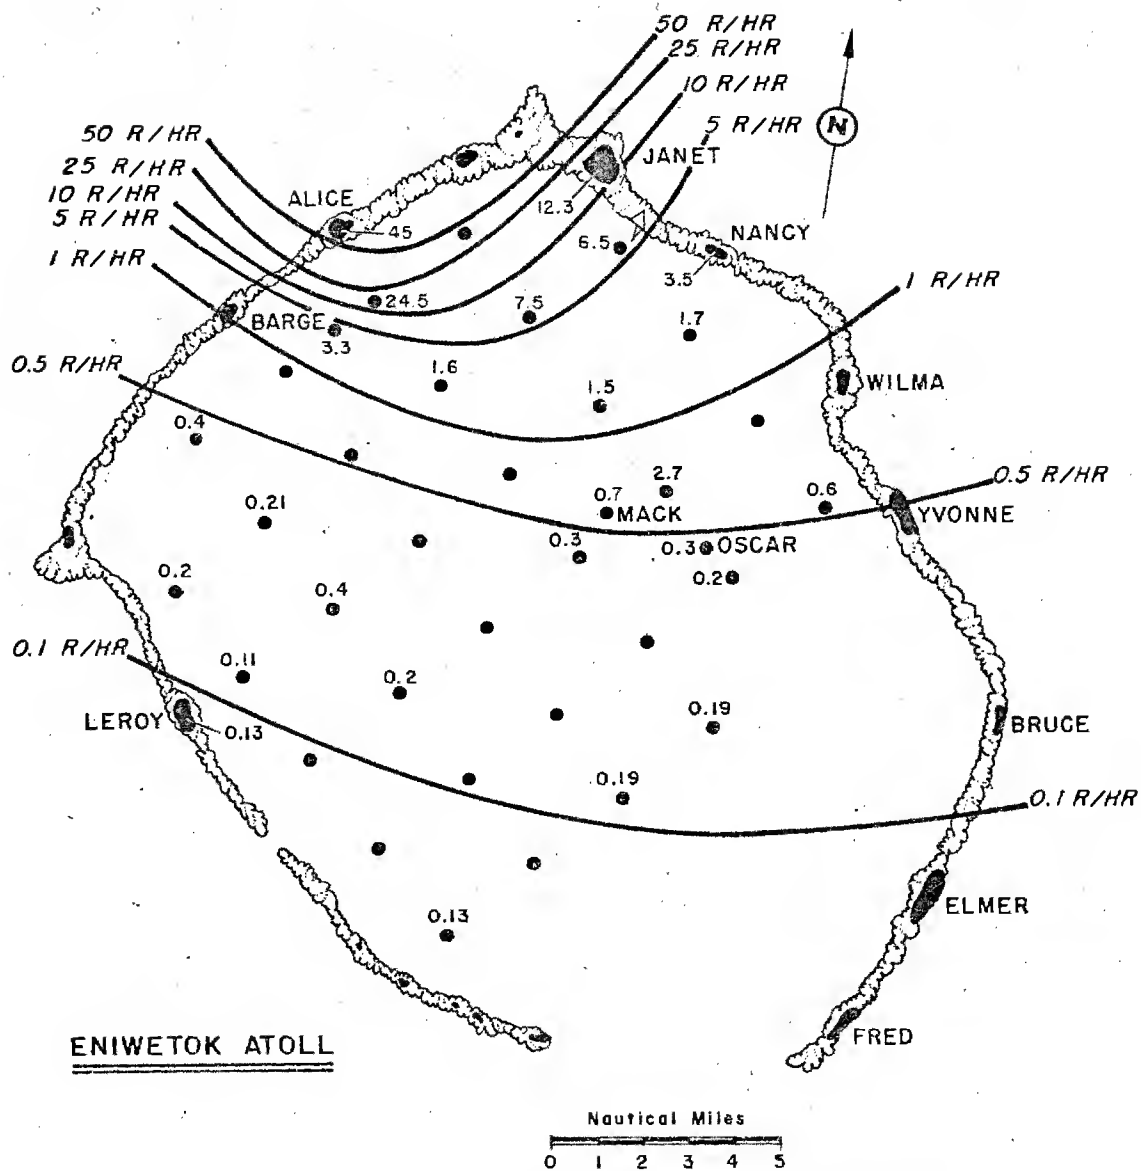 50 R/HR
25 R/HR
10 R/HR
5 R/HR
N
50 R/HR
25 R/HR
10 R/HR
5 R/HR
1 R/HR
JANET
ALICE
12.3
45
6.5
NANCY
3.5
1 R/HR
24.5
7.5
BARGE
3.3
1.7
0.5 R/HR
1.6
1.5
WILMA
0.4
2.7
0.5 R/HR
0.7
MACK
0.6
YVONNE
0.21
0.3
0.3
OSCAR
0.2
0.2
0.4
0.1 R/HR
0.11
0.2
LEROY
0.13
0.19
BRUCE
0.19
0.1 R/HR
ELMER
0.13
FRED
ENIWETOK ATOLL
Nautical Miles
0 1 2 3 4 5